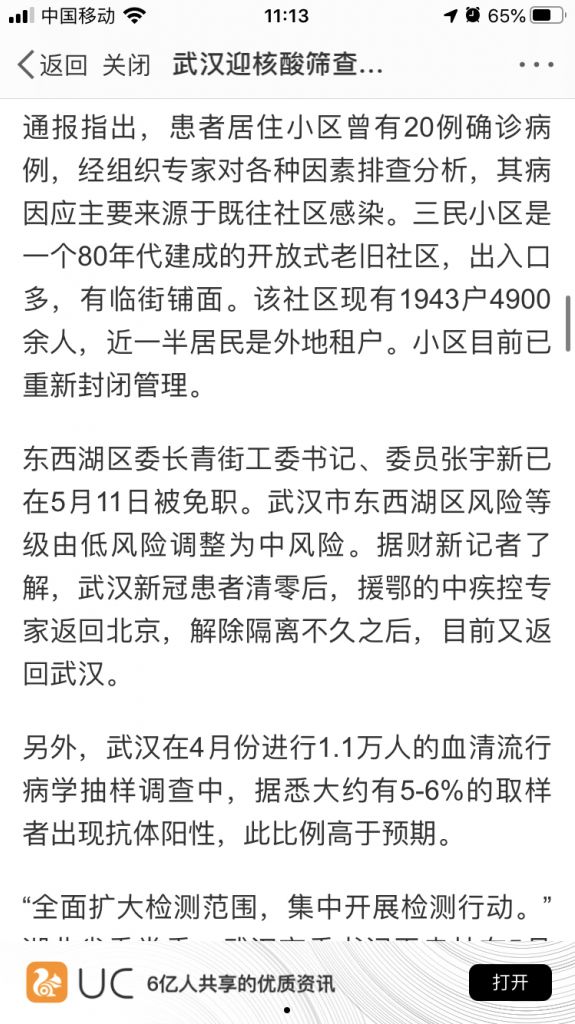 中国移动 11:13 65%
返回 关闭 武汉迎核酸筛查...
通报指出，患者居住小区曾有20例确诊病
例，经组织专家对各种因素排查分析，其病
因应主要来源于既往社区感染。三民小区是
一个80年代建成的开放式老旧社区，出入口
多，有临街铺面。该社区现有1943户4900
余人，近一半居民是外地租户。小区目前已
重新封闭管理。
东西湖区委长青街工委书记、委员张宇新已
在5月11日被免职。武汉市东西湖区风险等
级由低风险调整为中风险。据财新记者了
解，武汉新冠患者清零后，援鄂的中疾控专
家返回北京，解除隔离不久之后，目前又返
回武汉。
另外，武汉在4月份进行1.1万人的血清流行
病学抽样调查中，据悉大约有5-6%的取样
者出现抗体阳性，此比例高于预期。
“全面扩大检测范围，集中开展检测行动。”
UC 6亿人共享的优质资讯 打开